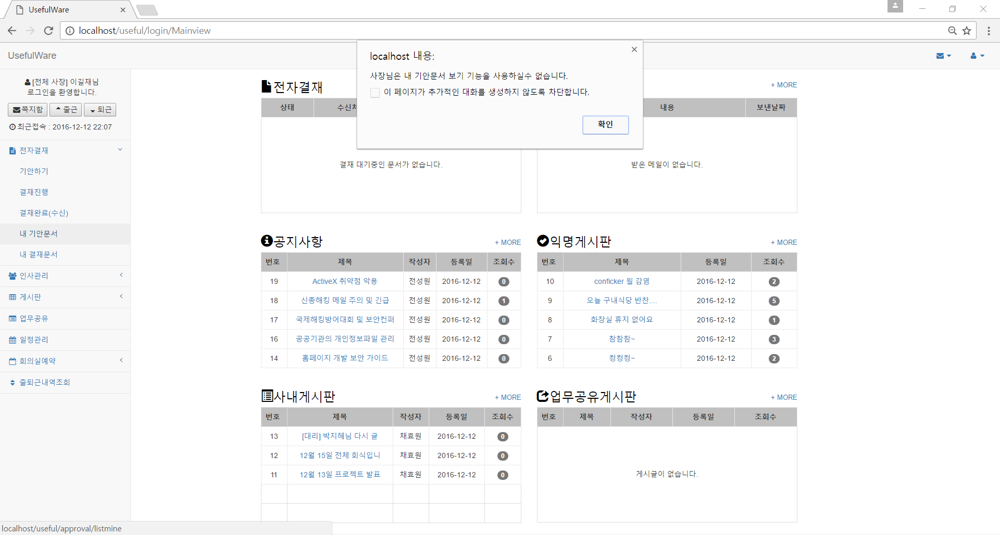 UsefulWare
localhost/useful/login/Mainview
UsefulWare
localhost 내용:
사장님은 내 기안문서 보기 기능을 사용하실수 없습니다.
이 페이지가 추가적인 대화를 생성하지 않도록 차단합니다.
확인
[전체 사장] 이길재님
로그인을 환영합니다.
쪽지함 출근 퇴근
최근접속 : 2016-12-12 22:07
전자결재
기안하기
결재진행
결재완료(수신)
내 기안문서
내 결재문서
인사관리
게시판
업무공유
일정관리
회의실예약
출퇴근내역조회
전자결재
상태 수신처
결재 대기중인 문서가 없습니다.
+ MORE
내용 보낸날짜
받은 메일이 없습니다.
공지사항 + MORE
번호 제목 작성자 등록일 조회수
19 ActiveX 취약점 악용 전성원 2016-12-12 0
18 신종해킹 메일 주의 및 긴급 전성원 2016-12-12 1
17 국제해킹방어대회 및 보안컨퍼 전성원 2016-12-12 0
16 공공기관의 개인정보파일 관리 전성원 2016-12-12 0
14 홈페이지 개발 보안 가이드 전성원 2016-12-12 0
익명게시판 + MORE
번호 제목 등록일 조회수
10 conficker 웜 감염 2016-12-12 2
9 오늘 구내식당 반찬.... 2016-12-12 5
8 화장실 휴지 없어요 2016-12-12 1
7 참참참~ 2016-12-12 3
6 컹컹컹~ 2016-12-12 2
사내게시판 + MORE
번호 제목 작성자 등록일 조회수
13 [대리] 박지혜님 다시 글 채효원 2016-12-12 0
12 12월 15일 전체 회식입니 채효원 2016-12-12 0
11 12월 13일 프로젝트 발표 채효원 2016-12-12 0
업무공유게시판 + MORE
번호 제목 작성자 등록일 조회수
게시글이 없습니다.
localhost/useful/approval/listmine